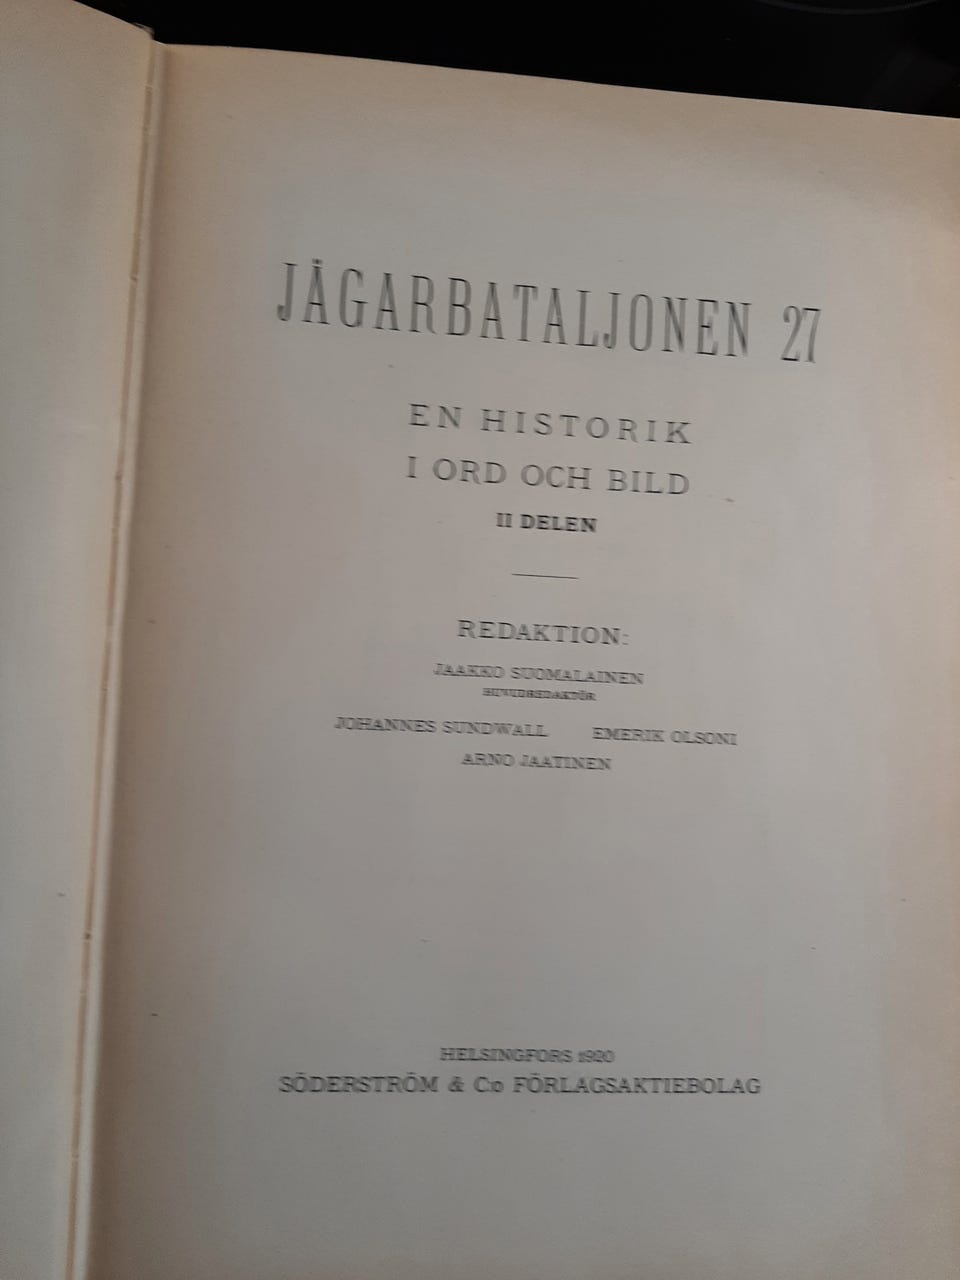 JÄGARBATALJONEN 27
EN HISTORIK
I ORD OCH BILD
II DELEN
REDAKTION:
JAAKKO SUOMALAINEN
HUVUDREDAKTÖR
JOHANNES SUNDWALL EMERIK OLSONI
ARNO JAATINEN
HELSINGFORS 1920
SÖDERSTRÖM & Co FÖRLAGSAKTIEBOLAG